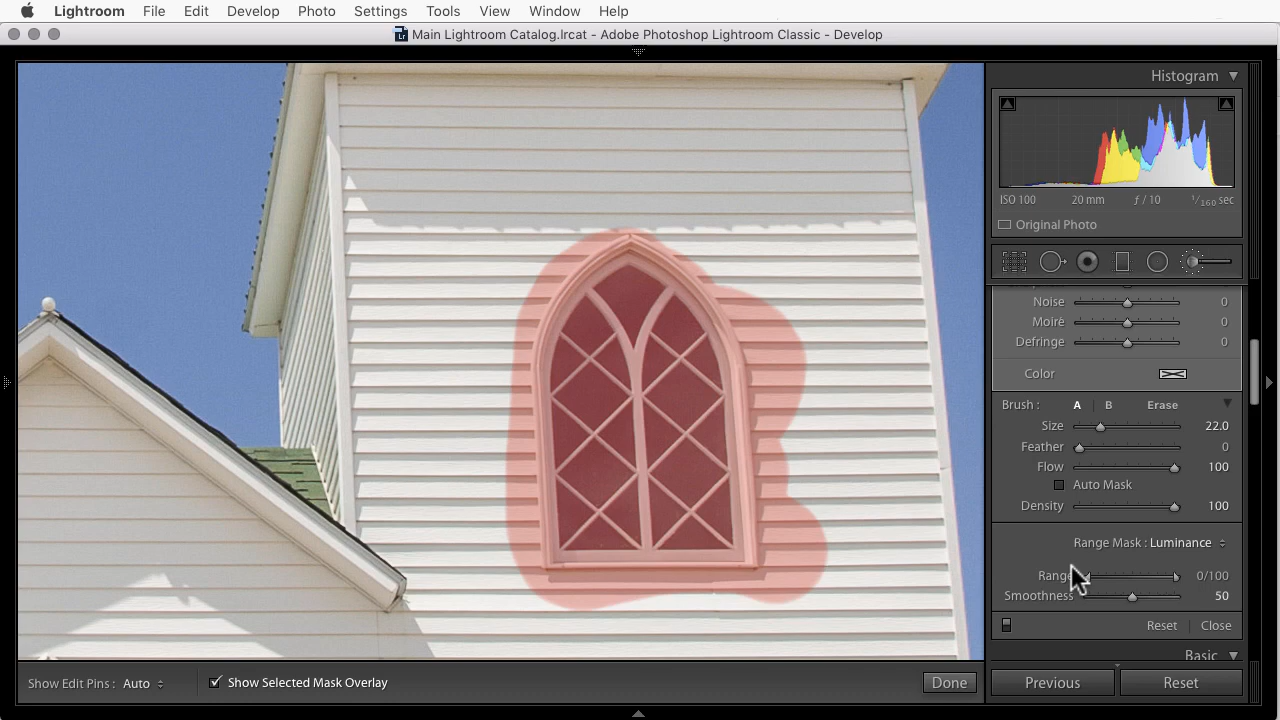 Lightroom File Edit Develop Photo Settings Tools View Window Help
Lr Main Lightroom Catalog.lrcat - Adobe Photoshop Lightroom Classic - Develop
Histogram
ISO 100 20 mm ƒ / 10 1/160 sec
Original Photo
Noise 0
Moiré 0
Defringe 0
Color
Brush : A B Erase
Size 22.0
Feather 0
Flow 100
Auto Mask
Density 100
Range Mask : Luminance
Range 0/100
Smoothness 50
Reset Close
Basic
Show Edit Pins : Auto Show Selected Mask Overlay Done Previous Reset